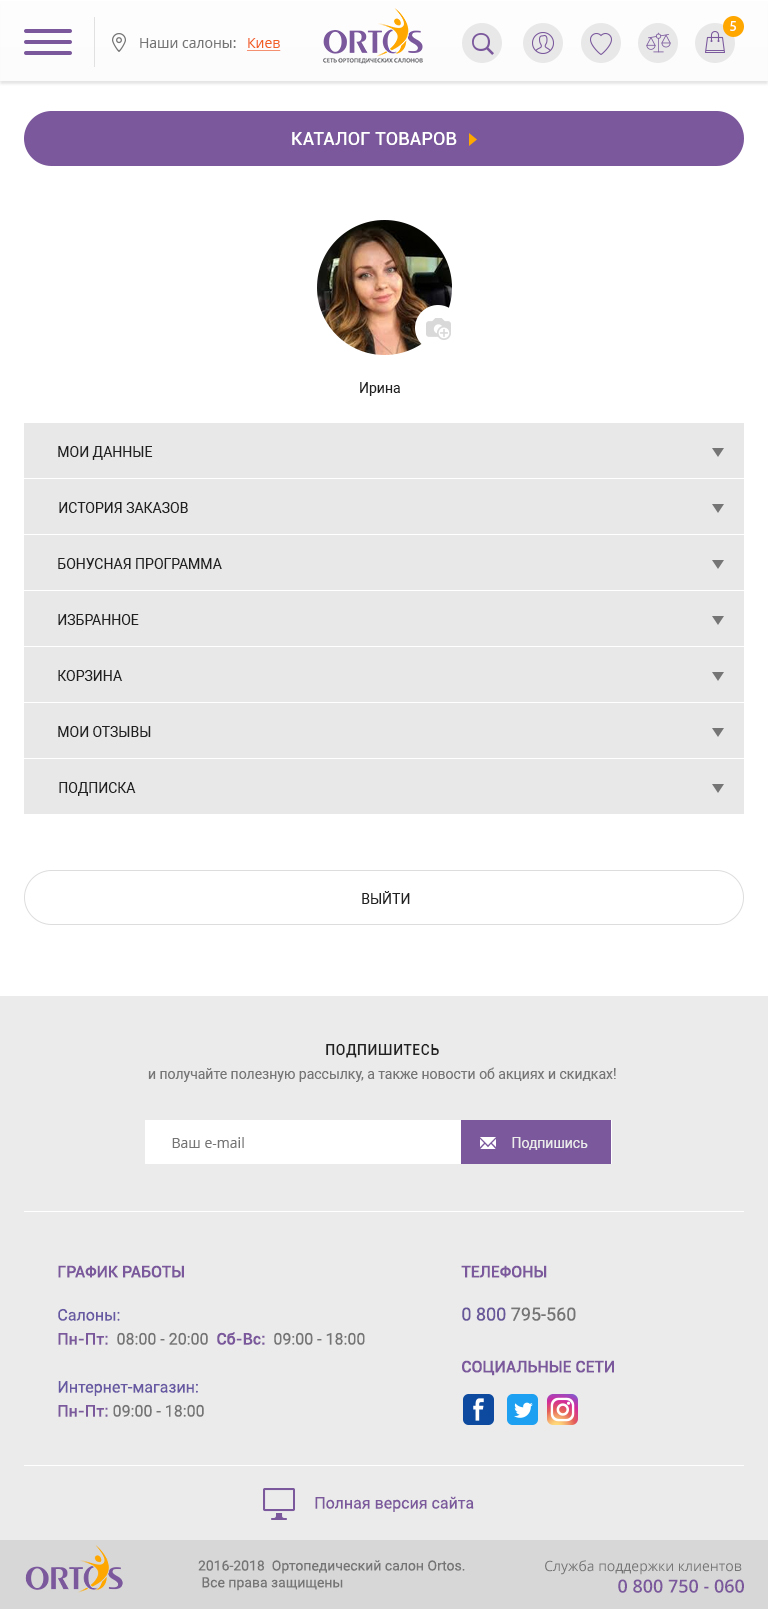 Наши салоны: Киев
ORTOS
СЕТЬ ОРТОПЕДИЧЕСКИХ САЛОНОВ
5
КАТАЛОГ ТОВАРОВ
Ирина
МОИ ДАННЫЕ
ИСТОРИЯ ЗАКАЗОВ
БОНУСНАЯ ПРОГРАММА
ИЗБРАННОЕ
КОРЗИНА
МОИ ОТЗЫВЫ
ПОДПИСКА
ВЫЙТИ
ПОДПИШИТЕСЬ
и получайте полезную рассылку, а также новости об акциях и скидках!
Ваш e-mail
Подпишись
ГРАФИК РАБОТЫ
Салоны:
Пн-Пт: 08:00 - 20:00 Сб-Вс: 09:00 - 18:00
Интернет-магазин:
Пн-Пт: 09:00 - 18:00
ТЕЛЕФОНЫ
0 800 795-560
СОЦИАЛЬНЫЕ СЕТИ
Полная версия сайта
ORTOS
2016-2018 Ортопедический салон Ortos.
Все права защищены
Служба поддержки клиентов
0 800 750 - 060